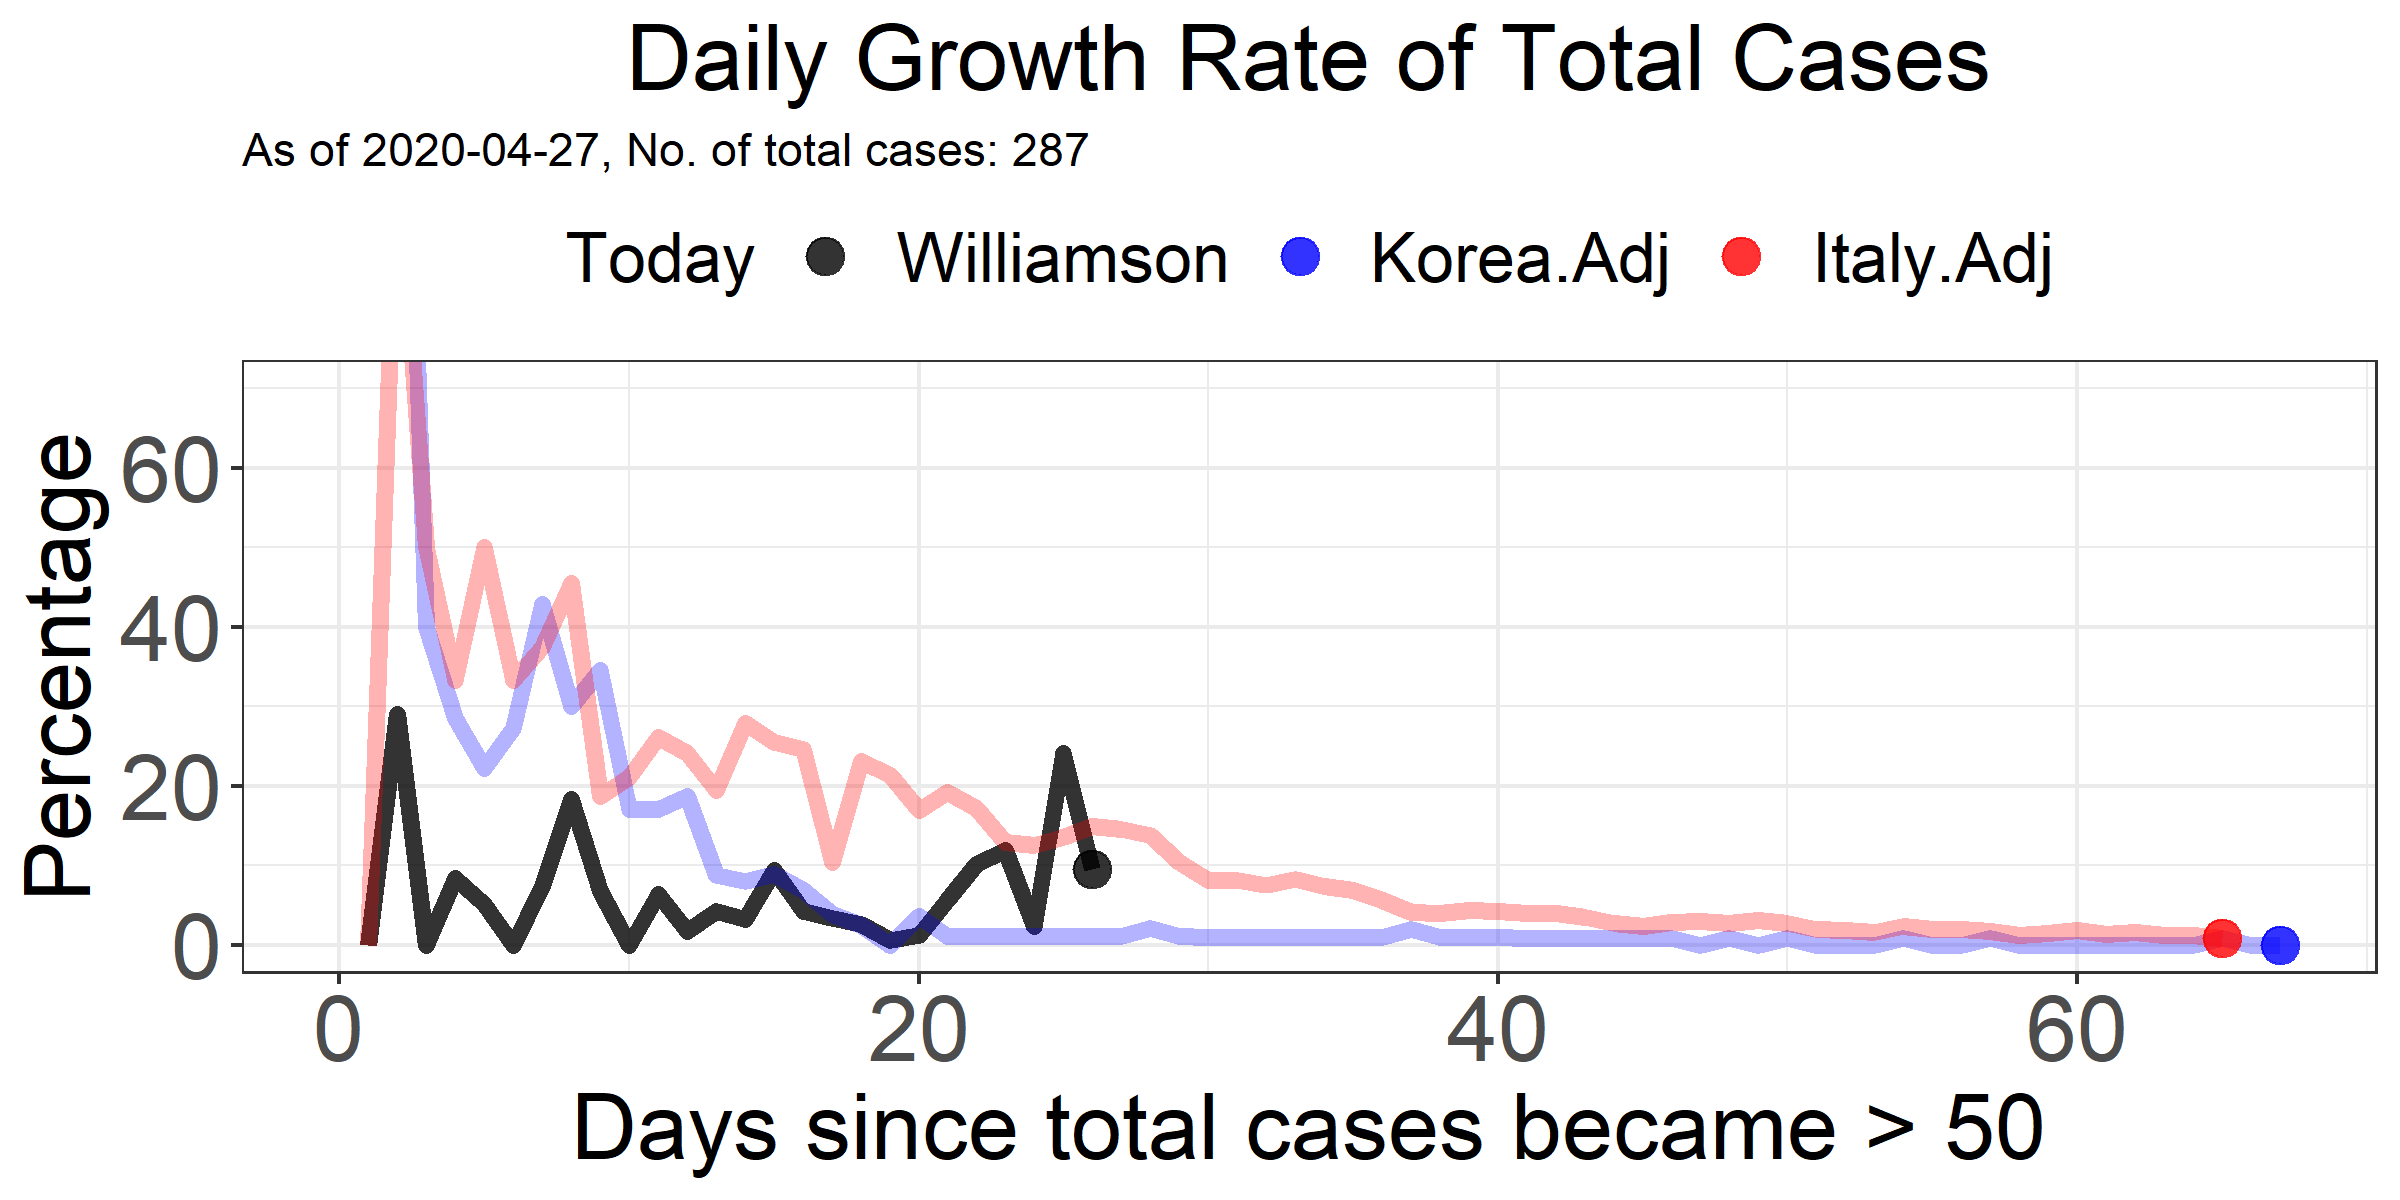 Daily Growth Rate of Total Cases
As of 2020-04-27, No. of total cases: 287
Today Williamson Korea.Adj Italy.Adj
Percentage
60
40
20
0
0 20 40 60
Days since total cases became > 50